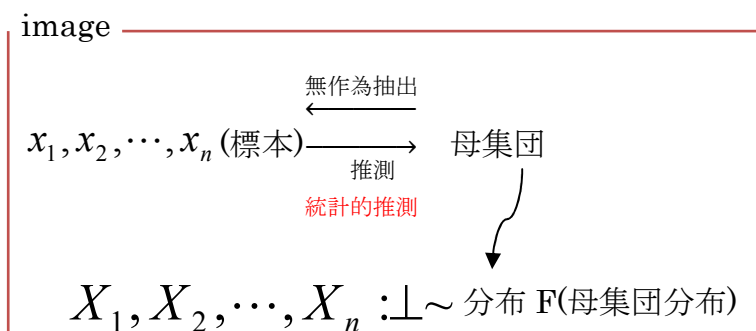 image
無作為抽出
x₁, x₂, ⋯, xₙ (標本) 母集団
推測
統計的推測
X₁, X₂, ⋯, Xₙ :⊥~ 分布 F(母集団分布)